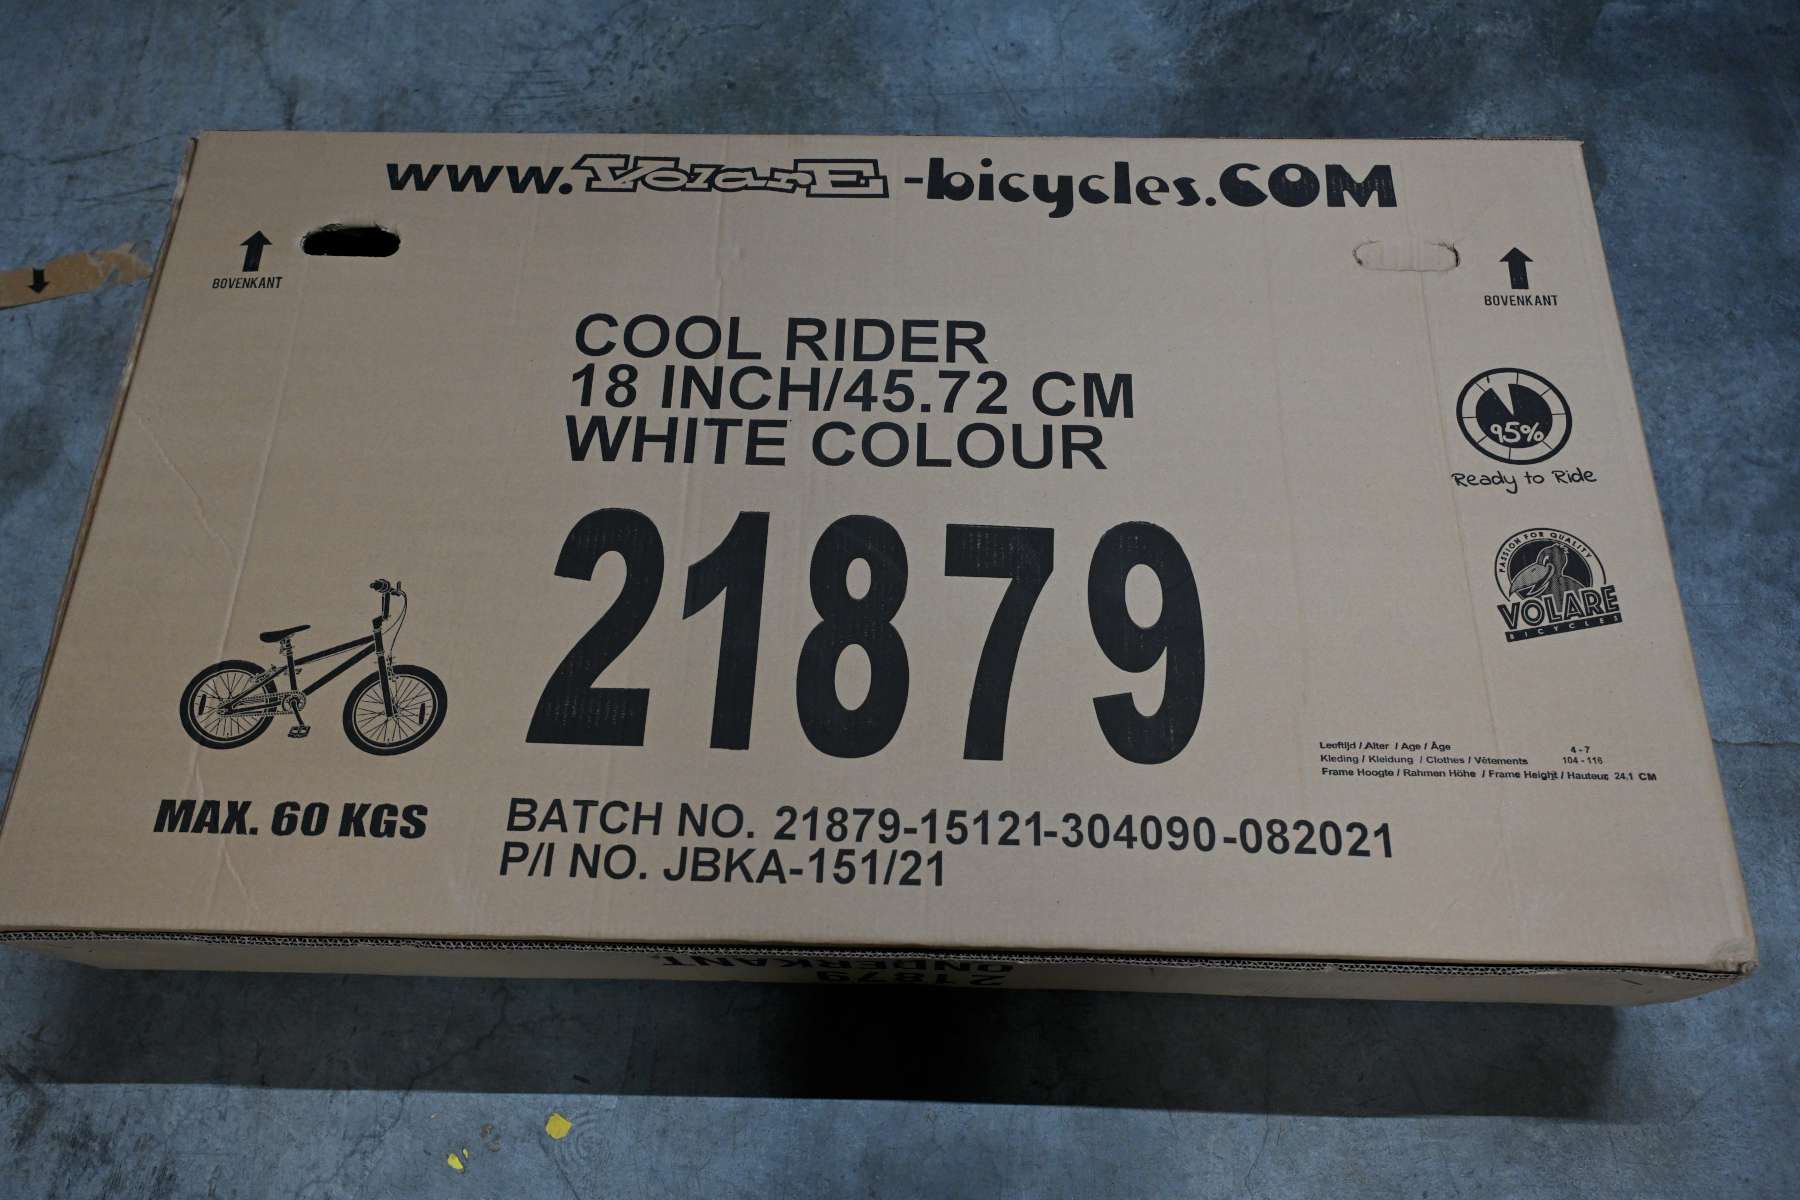 www.VolarE-bicycles.COM
BOVENKANT
BOVENKANT
COOL RIDER
18 INCH/45.72 CM
WHITE COLOUR
95%
Ready to Ride
21879
PASSION FOR QUALITY
VOLARE
BICYCLES
Leeftijd / Alter / Age / Âge 4 - 7
Kleding / Kleidung / Clothes / Vêtements 104 - 116
Frame Hoogte / Rahmen Höhe / Frame Height / Hauteur 24,1 CM
MAX. 60 KGS
BATCH NO. 21879-15121-304090-082021
P/I NO. JBKA-151/21
21879
ONDERKANT